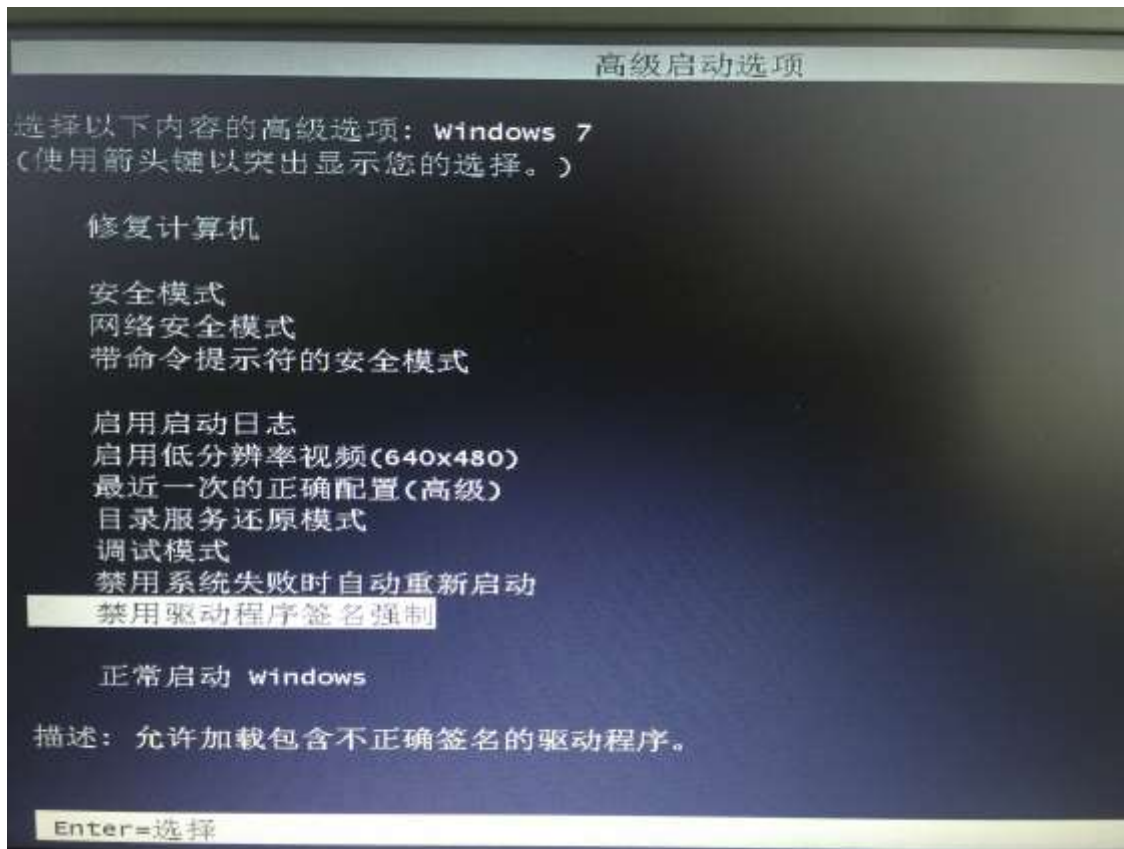 高级启动选项
选择以下内容的高级选项: Windows 7
(使用箭头键以突出显示您的选择。)
修复计算机
安全模式
网络安全模式
带命令提示符的安全模式
启用启动日志
启用低分辨率视频(640x480)
最近一次的正确配置(高级)
目录服务还原模式
调试模式
禁用系统失败时自动重新启动
禁用驱动程序签名强制
正常启动 Windows
描述: 允许加载包含不正确签名的驱动程序。
Enter=选择